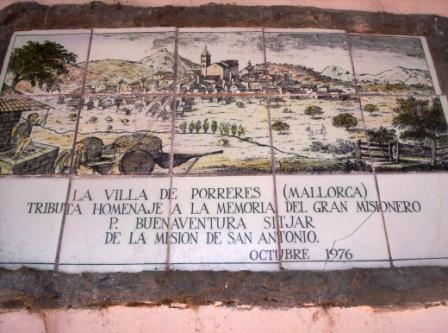 LA VILLA DE PORRERES (MALLORCA)
TRIBUTA HOMENAJE A LA MEMORIA DEL GRAN MISIONERO
P. BUENAVENTURA SITJAR
DE LA MISION DE SAN ANTONIO.
OCTUBRE 1976